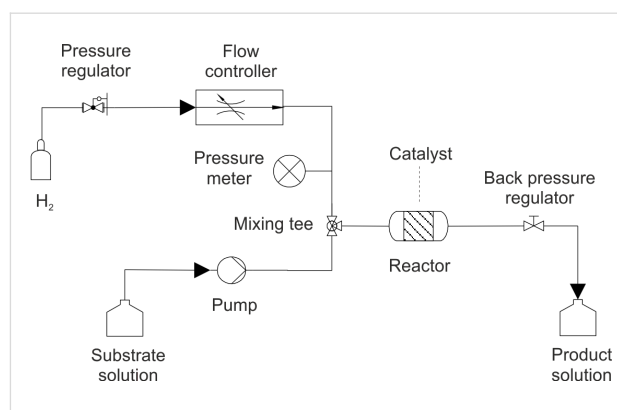 Pressure
regulator
Flow
controller
H₂
Pressure
meter
Catalyst
Back pressure
regulator
Mixing tee
Reactor
Pump
Substrate
solution
Product
solution